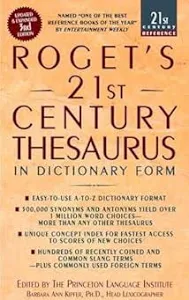 UPDATED
& EXPANDED
3rd
EDITION
NAMED "ONE OF THE BEST
REFERENCE BOOKS OF THE YEAR"
BY ENTERTAINMENT WEEKLY
21st
CENTURY
REFERENCE
ROGET'S
21ST
CENTURY
THESAURUS
IN DICTIONARY FORM
■ EASY-TO-USE A-TO-Z DICTIONARY FORMAT
■ 500,000 SYNONYMS AND ANTONYMS YIELD OVER
1 MILLION WORD CHOICES—
MORE THAN ANY OTHER THESAURUS
■ UNIQUE CONCEPT INDEX FOR FASTEST ACCESS
TO SCORES OF NEW CHOICES
■ HUNDREDS OF RECENTLY COINED AND
COMMON SLANG TERMS
—PLUS COMMONLY USED FOREIGN TERMS
EDITED BY THE PRINCETON LANGUAGE INSTITUTE
BARBARA ANN KIPFER, PH.D., HEAD LEXICOGRAPHER